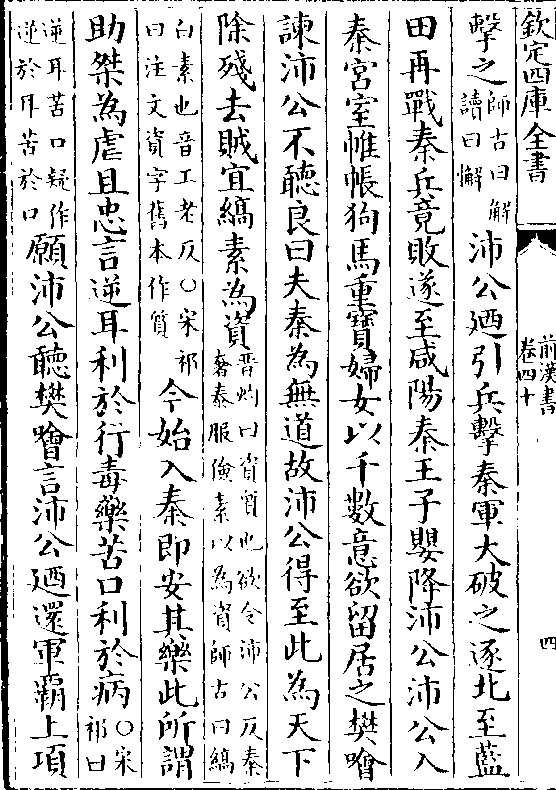 欽定四庫全書
前漢書
卷四十
四
擊之師古曰解讀曰懈沛公迺引兵擊秦軍大破之逐北至藍
田再戰秦兵竟敗遂至咸陽秦王子嬰降沛公沛公入
秦宮室帷帳狗馬重寶婦女以千數意欲留居之樊噲
諫沛公不聽良曰夫秦為無道故沛公得至此為天下
除殘去賊宜縞素為資晉灼曰資質也欲令沛公反秦奢泰服儉素以為資師古曰縞
白素也音工老反○宋祁曰注文資字舊本作質今始入秦即安其樂此所謂
助桀為虐且忠言逆耳利於行毒藥苦口利於病○宋祁曰
逆耳苦口疑作逆於耳苦於口願沛公聽樊噲言沛公迺還軍霸上項